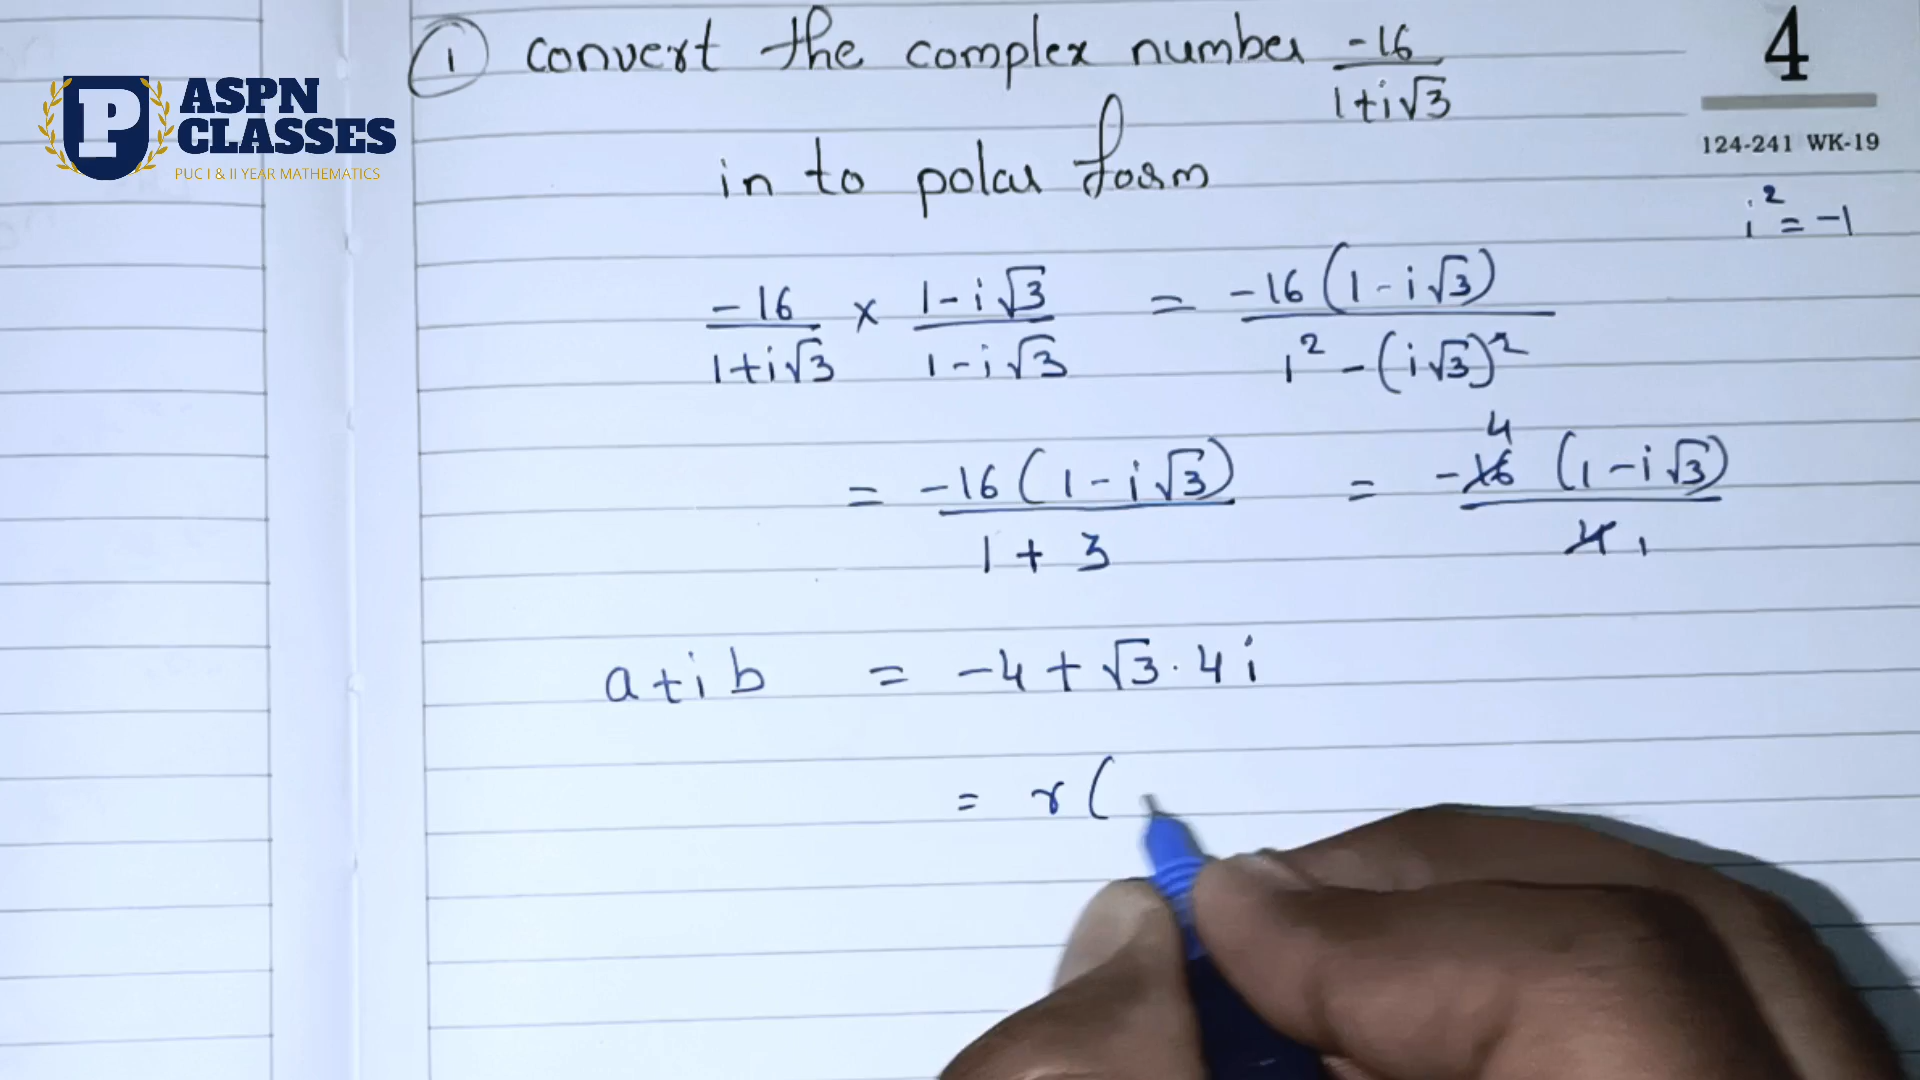 ASPN
CLASSES
PUC I & II YEAR MATHEMATICS
P
① convert the complex number -16/(1+i√3)
in to polar form
4
124-241 WK-19
i² = -1
-16/(1+i√3) × (1-i√3)/(1-i√3) = -16(1-i√3)/(1² - (i√3)²)
= -16(1-i√3)/(1+3) = -16 4 (1-i√3)/4 1
a+ib = -4+√3·4i
= r(